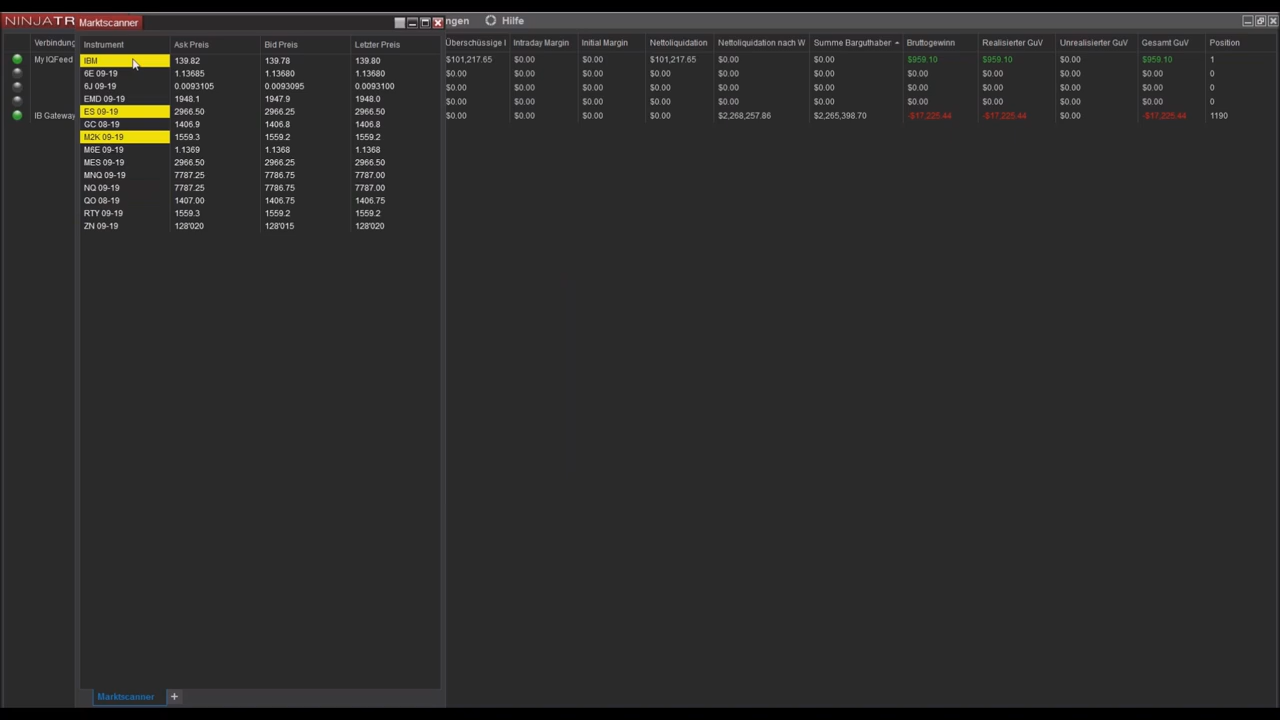 NINJATR Marktscanner ngen Hilfe
Instrument Ask Preis Bid Preis Letzter Preis
IBM 139.82 139.78 139.80
6E 09-19 1.13685 1.13680 1.13680
6J 09-19 0.0093105 0.0093095 0.0093100
EMD 09-19 1948.1 1947.9 1948.0
ES 09-19 2966.50 2966.25 2966.50
GC 08-19 1406.9 1406.8 1406.8
M2K 09-19 1559.3 1559.2 1559.2
M6E 09-19 1.1369 1.1368 1.1368
MES 09-19 2966.50 2966.25 2966.50
MNQ 09-19 7787.25 7786.75 7787.00
NQ 09-19 7787.25 7786.75 7787.00
QO 08-19 1407.00 1406.75 1406.75
RTY 09-19 1559.3 1559.2 1559.2
ZN 09-19 128'020 128'015 128'020
Marktscanner +
Verbindung Überschüssige I Intraday Margin Initial Margin Nettoliquidation Nettoliquidation nach W Summe Barguthaber Bruttogewinn Realisierter GuV Unrealisierter GuV Gesamt GuV Position
My IQFeed $101,217.65 $0.00 $0.00 $101,217.65 $0.00 $0.00 $959.10 $959.10 $0.00 $959.10 1
$0.00 $0.00 $0.00 $0.00 $0.00 $0.00 $0.00 $0.00 $0.00 $0.00 0
$0.00 $0.00 $0.00 $0.00 $0.00 $0.00 $0.00 $0.00 $0.00 $0.00 0
$0.00 $0.00 $0.00 $0.00 $0.00 $0.00 $0.00 $0.00 $0.00 $0.00 0
IB Gateway $0.00 $0.00 $0.00 $0.00 $2,268,257.86 $2,265,398.70 -$17,225.44 -$17,225.44 $0.00 -$17,225.44 1190